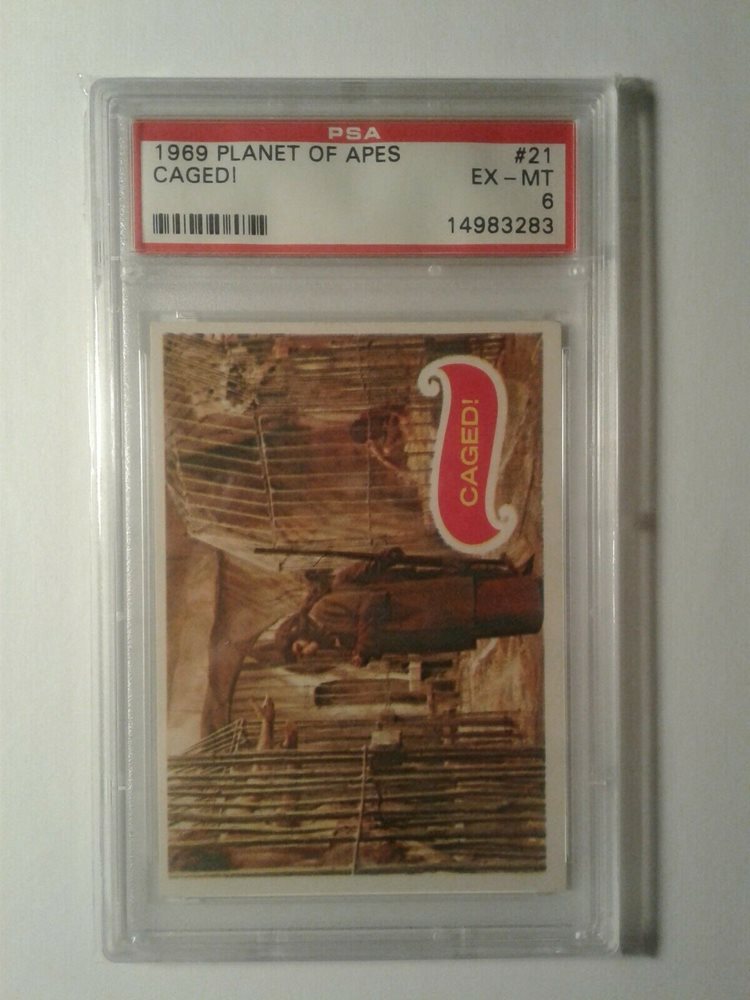 PSA
1969 PLANET OF APES #21
CAGED! EX-MT
6
14983283
CAGED!